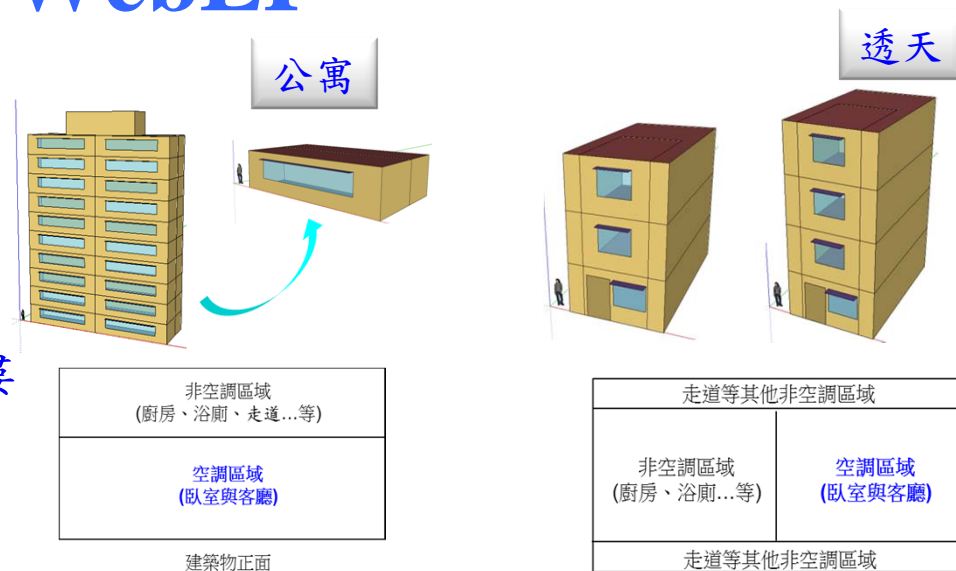 公寓
透天
非空調區域
(廚房、浴廁、走道...等)
空調區域
(臥室與客廳)
建築物正面
走道等其他非空調區域
非空調區域
(廚房、浴廁...等)
空調區域
(臥室與客廳)
走道等其他非空調區域